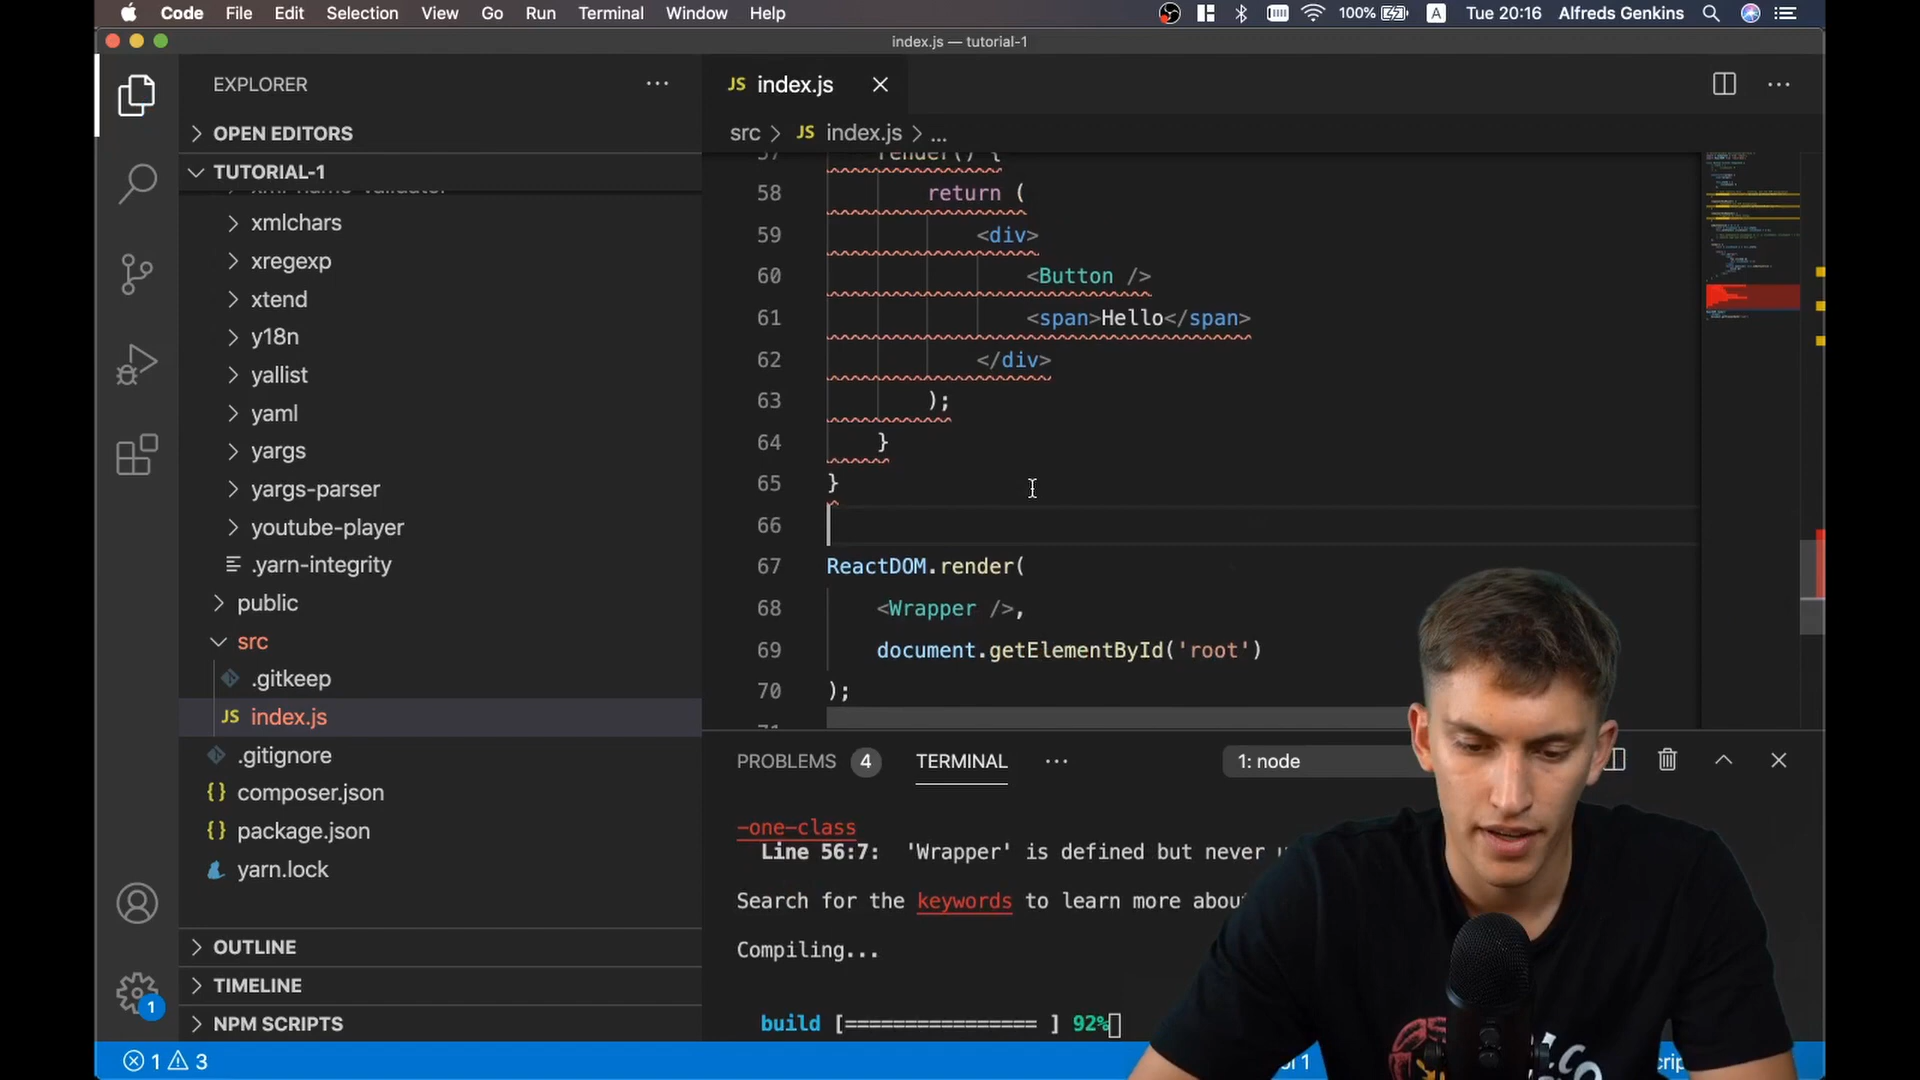 Code File Edit Selection View Go Run Terminal Window Help 100% A Tue 20:16 Alfreds Genkins
index.js — tutorial-1
EXPLORER
OPEN EDITORS
TUTORIAL-1
xmlchars
xregexp
xtend
y18n
yallist
yaml
yargs
yargs-parser
youtube-player
.yarn-integrity
public
src
.gitkeep
JS index.js
.gitignore
{} composer.json
{} package.json
yarn.lock
OUTLINE
TIMELINE
NPM SCRIPTS
1
1 3
JS index.js
src > JS index.js > ...
57 render() {
58 return (
59 <div>
60 <Button />
61 <span>Hello</span>
62 </div>
63 );
64 }
65 }
66
67 ReactDOM.render(
68 <Wrapper />,
69 document.getElementById('root')
70 );
PROBLEMS 4 TERMINAL 1: node
-one-class
Line 56:7: 'Wrapper' is defined but never
Search for the keywords to learn more
Compiling...
build [================ ] 92%